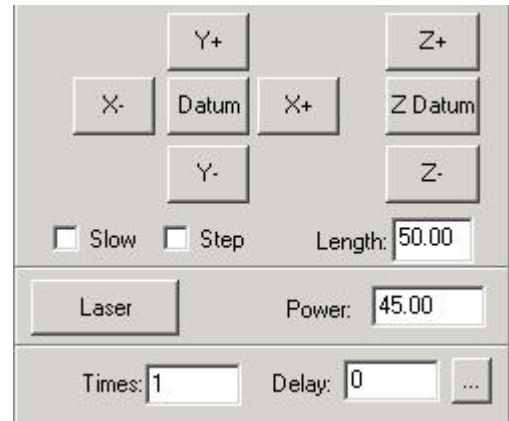 Y+ Z+
X- Datum X+ Z Datum
Y- Z-
Slow Step Length: 50.00
Laser Power: 45.00
Times: 1 Delay: 0 ...